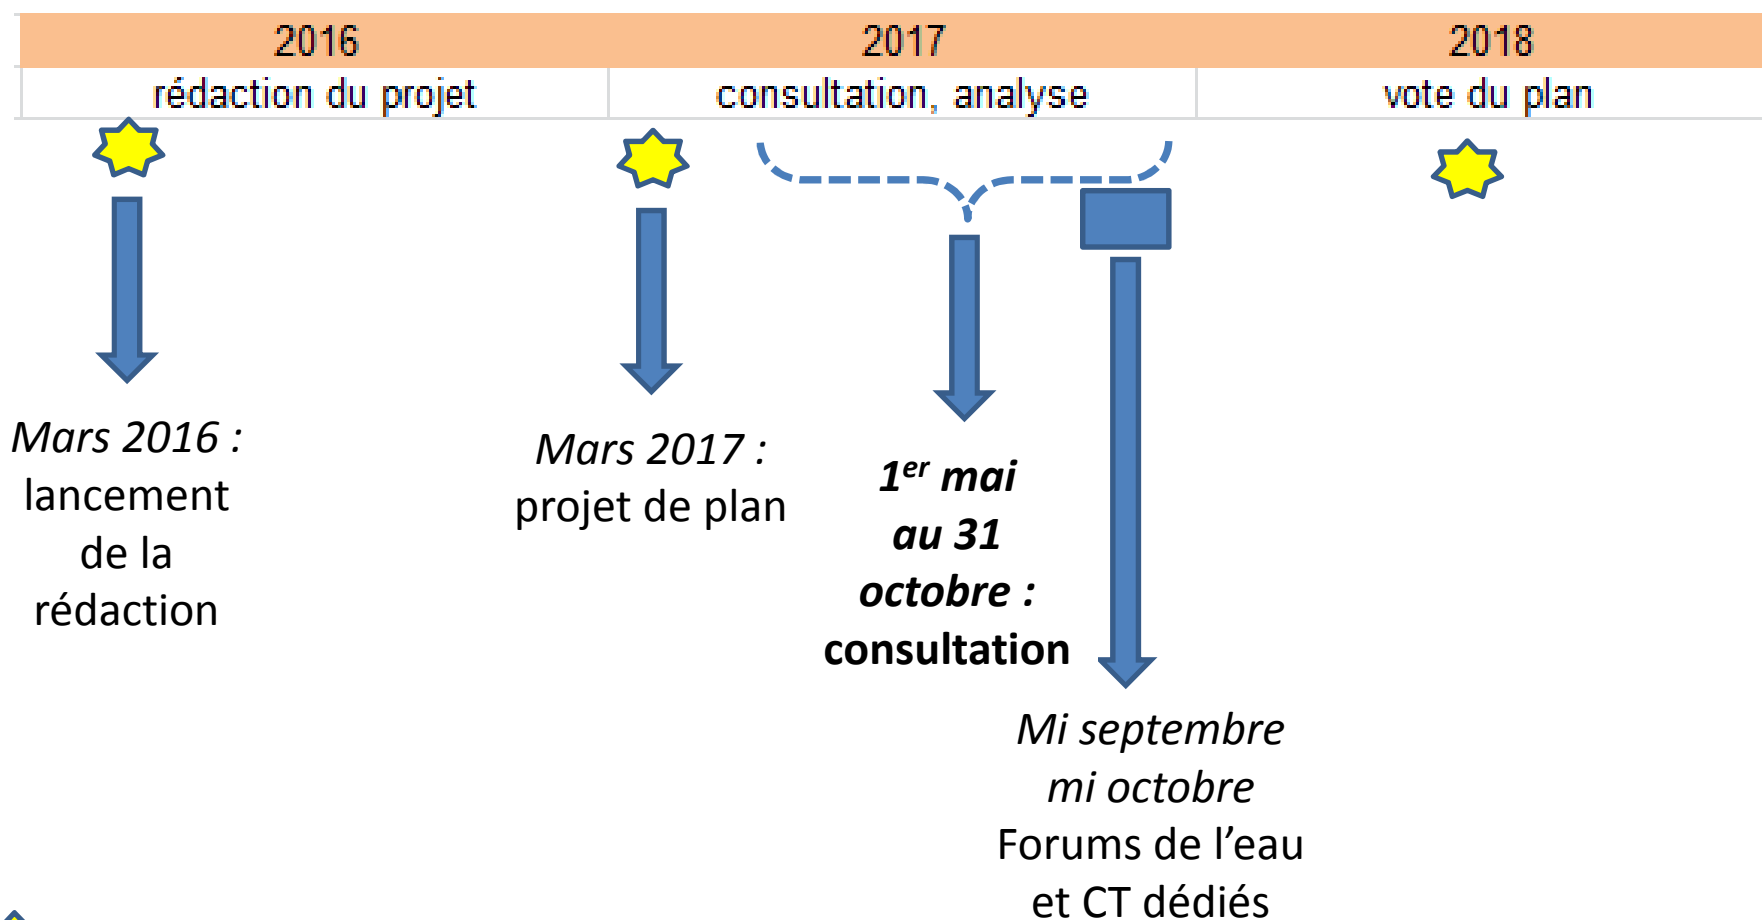 2016 2017 2018
rédaction du projet consultation, analyse vote du plan
Mars 2016 :
lancement
de la
rédaction
Mars 2017 :
projet de plan
1er mai
au 31
octobre :
consultation
Mi septembre
mi octobre
Forums de l’eau
et CT dédiés